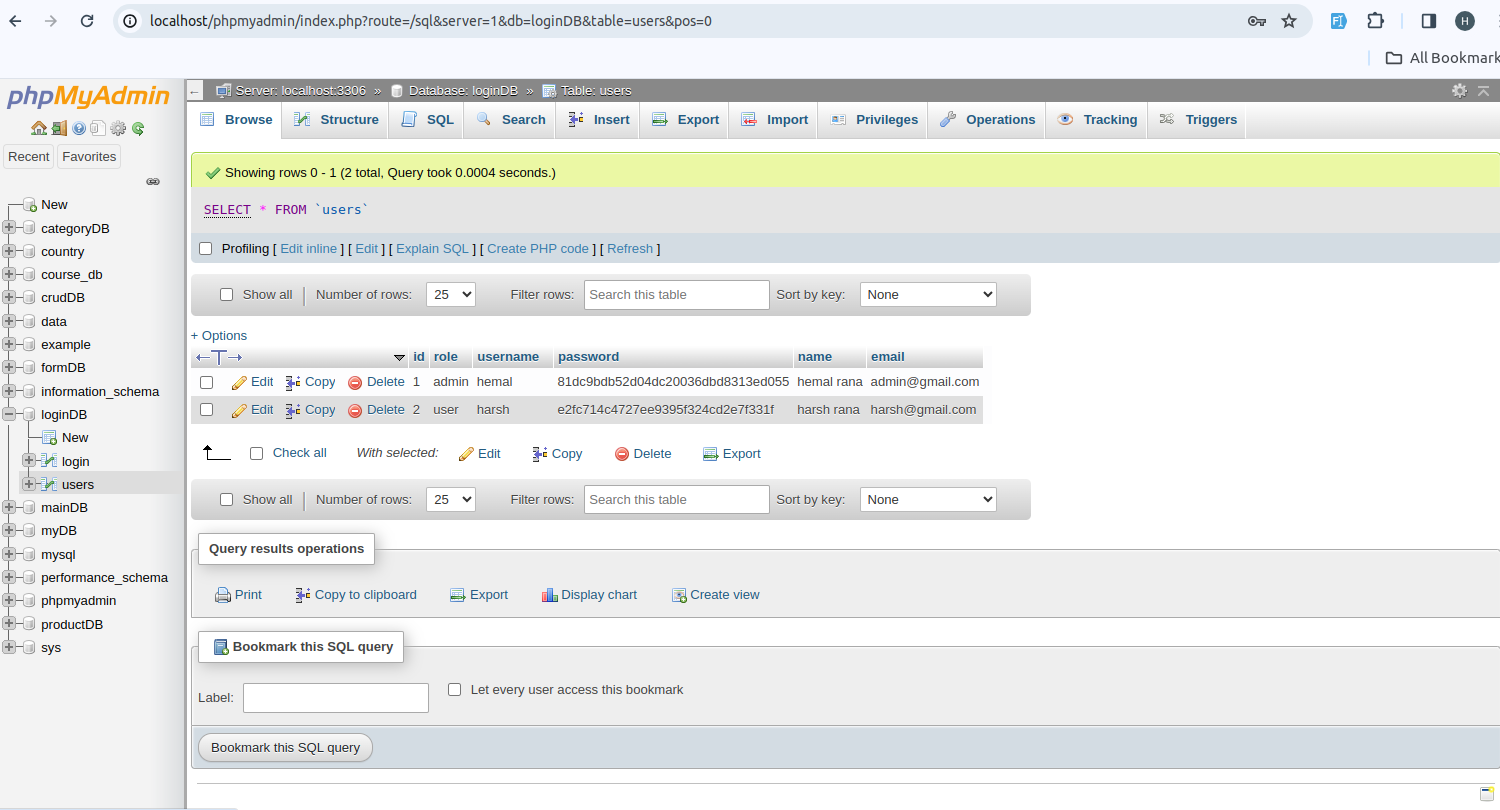 localhost/phpmyadmin/index.php?route=/sql&server=1&db=loginDB&table=users&pos=0
H
All Bookmark
phpMyAdmin
Recent Favorites
New
categoryDB
country
course_db
crudDB
data
example
formDB
information_schema
loginDB
New
login
users
mainDB
myDB
mysql
performance_schema
phpmyadmin
productDB
sys
Server: localhost:3306 » Database: loginDB » Table: users
Browse Structure SQL Search Insert Export Import Privileges Operations Tracking Triggers
Showing rows 0 - 1 (2 total, Query took 0.0004 seconds.)
SELECT * FROM `users`
Profiling [ Edit inline ] [ Edit ] [ Explain SQL ] [ Create PHP code ] [ Refresh ]
Show all Number of rows: 25 Filter rows: Search this table Sort by key: None
+ Options
←T→ id role username password name email
Edit Copy Delete 1 admin hemal 81dc9bdb52d04dc20036dbd8313ed055 hemal rana admin@gmail.com
Edit Copy Delete 2 user harsh e2fc714c4727ee9395f324cd2e7f331f harsh rana harsh@gmail.com
Check all With selected: Edit Copy Delete Export
Show all Number of rows: 25 Filter rows: Search this table Sort by key: None
Query results operations
Print Copy to clipboard Export Display chart Create view
Bookmark this SQL query
Label: Let every user access this bookmark
Bookmark this SQL query